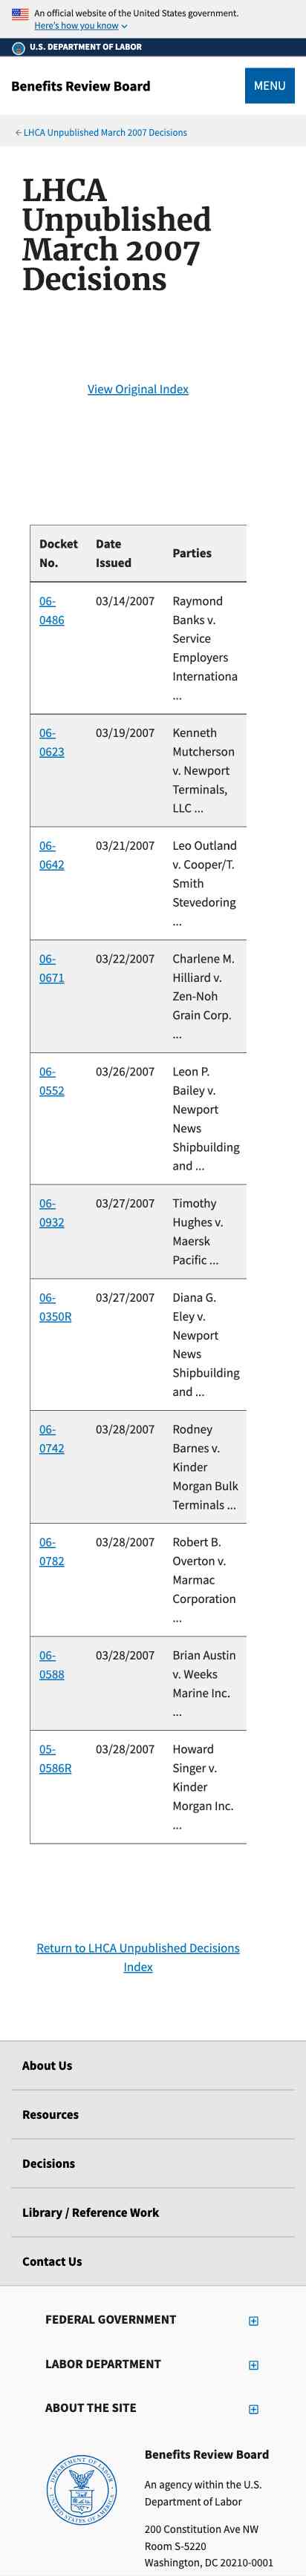 An official website of the United States government.
Here's how you know
U.S. DEPARTMENT OF LABOR
Benefits Review Board
MENU
← LHCA Unpublished March 2007 Decisions
LHCA
Unpublished
March 2007
Decisions
View Original Index
Docket No. Date Issued Parties
06-
0486
03/14/2007
Raymond
Banks v.
Service
Employers
Internationa
...
06-
0623
03/19/2007
Kenneth
Mutcherson
v. Newport
Terminals,
LLC ...
06-
0642
03/21/2007
Leo Outland
v. Cooper/T.
Smith
Stevedoring
...
06-
0671
03/22/2007
Charlene M.
Hilliard v.
Zen-Noh
Grain Corp.
...
06-
0552
03/26/2007
Leon P.
Bailey v.
Newport
News
Shipbuilding
and ...
06-
0932
03/27/2007
Timothy
Hughes v.
Maersk
Pacific ...
06-
0350R
03/27/2007
Diana G.
Eley v.
Newport
News
Shipbuilding
and ...
06-
0742
03/28/2007
Rodney
Barnes v.
Kinder
Morgan Bulk
Terminals ...
06-
0782
03/28/2007
Robert B.
Overton v.
Marmac
Corporation
...
06-
0588
03/28/2007
Brian Austin
v. Weeks
Marine Inc.
...
05-
0586R
03/28/2007
Howard
Singer v.
Kinder
Morgan Inc.
...
Return to LHCA Unpublished Decisions
Index
About Us
Resources
Decisions
Library / Reference Work
Contact Us
FEDERAL GOVERNMENT
LABOR DEPARTMENT
ABOUT THE SITE
DEPARTMENT OF LABOR
UNITED STATES OF AMERICA
Benefits Review Board
An agency within the U.S.
Department of Labor
200 Constitution Ave NW
Room S-5220
Washington, DC 20210-0001